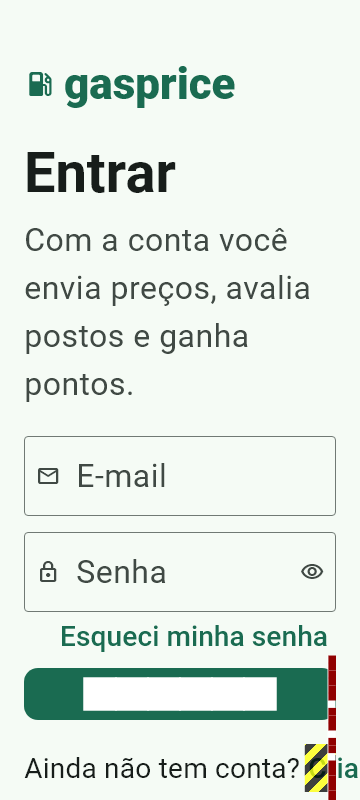 gasprice
Entrar
Com a conta você
envia preços, avalia
postos e ganha
pontos.
E-mail
Senha
Esqueci minha senha
Ainda não tem conta?